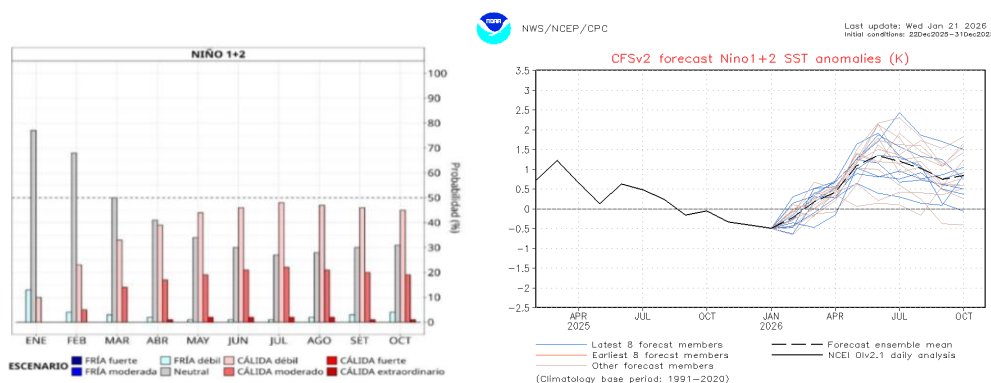 NIÑO 1+2
100
90
80
70
60
50
40
30
20
10
0
Probabilidad (%)
ENE FEB MAR ABR MAY JUN JUL AGO SET OCT
ESCENARIO
FRÍA fuerte FRÍA débil CÁLIDA débil CÁLIDA fuerte
FRÍA moderada Neutral CÁLIDA moderado CÁLIDA extraordinario
NOAA
NWS/NCEP/CPC
Last update: Wed Jan 21 2026
Initial conditions: 22Dec2025-31Dec202
CFSv2 forecast Nino1+2 SST anomalies (K)
3.5
3
2.5
2
1.5
1
0.5
0
-0.5
-1
-1.5
-2
-2.5
APR JUL OCT JAN APR JUL OCT
2025 2026
Latest 8 forecast members
Earliest 8 forecast members
Other forecast members
(Climatology base period: 1991-2020)
Forecast ensemble mean
NCEI OIv2.1 daily analysis